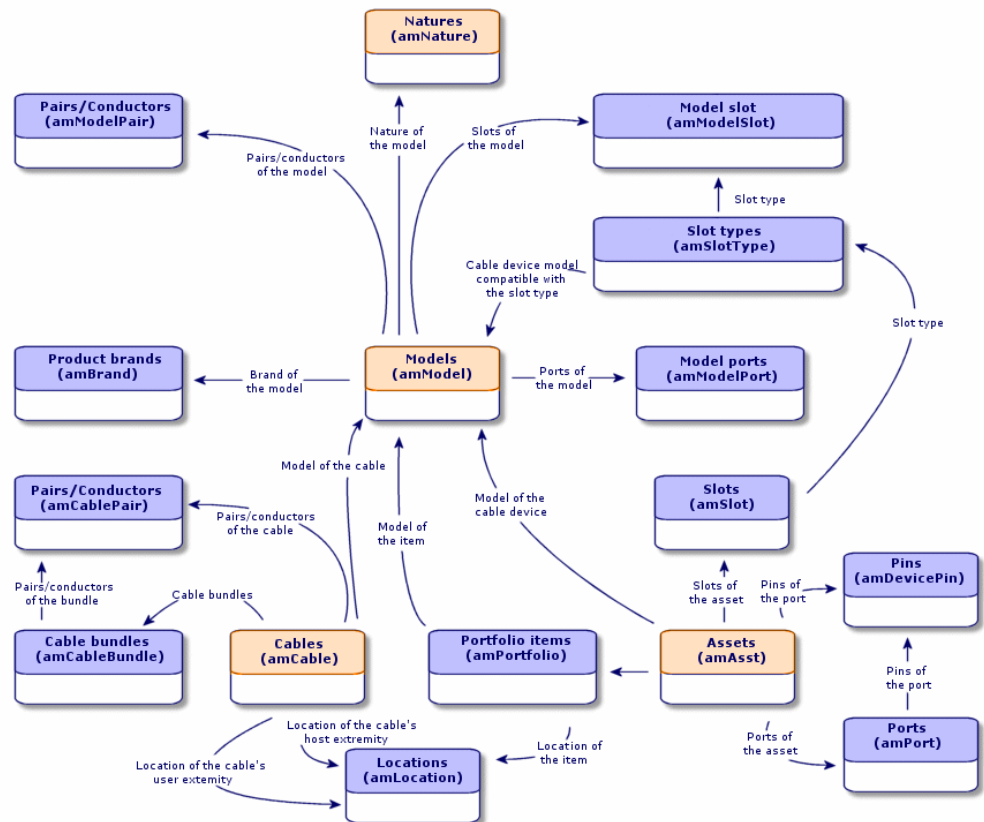 Natures
(amNature)
Pairs/Conductors
(amModelPair)
Model slot
(amModelSlot)
Nature of
the model
Slots of
the model
Pairs/conductors
of the model
Slot type
Slot types
(amSlotType)
Cable device model
compatible with
the slot type
Slot type
Product brands
(amBrand)
Brand of
the model
Models
(amModel)
Ports of
the model
Model ports
(amModelPort)
Model of the cable
Pairs/Conductors
(amCablePair)
Slots
(amSlot)
Model of the
cable device
Pairs/conductors
of the cable
Model of
the item
Pins
(amDevicePin)
Pairs/conductors
of the bundle
Cable bundles
Slots of
the asset
Pins of
the port
Cable bundles
(amCableBundle)
Cables
(amCable)
Portfolio items
(amPortfolio)
Assets
(amAsst)
Pins of
the port
Location of the cable's
host extremity
Location of
the item
Ports of
the asset
Ports
(amPort)
Location of the cable's
user extemity
Locations
(amLocation)